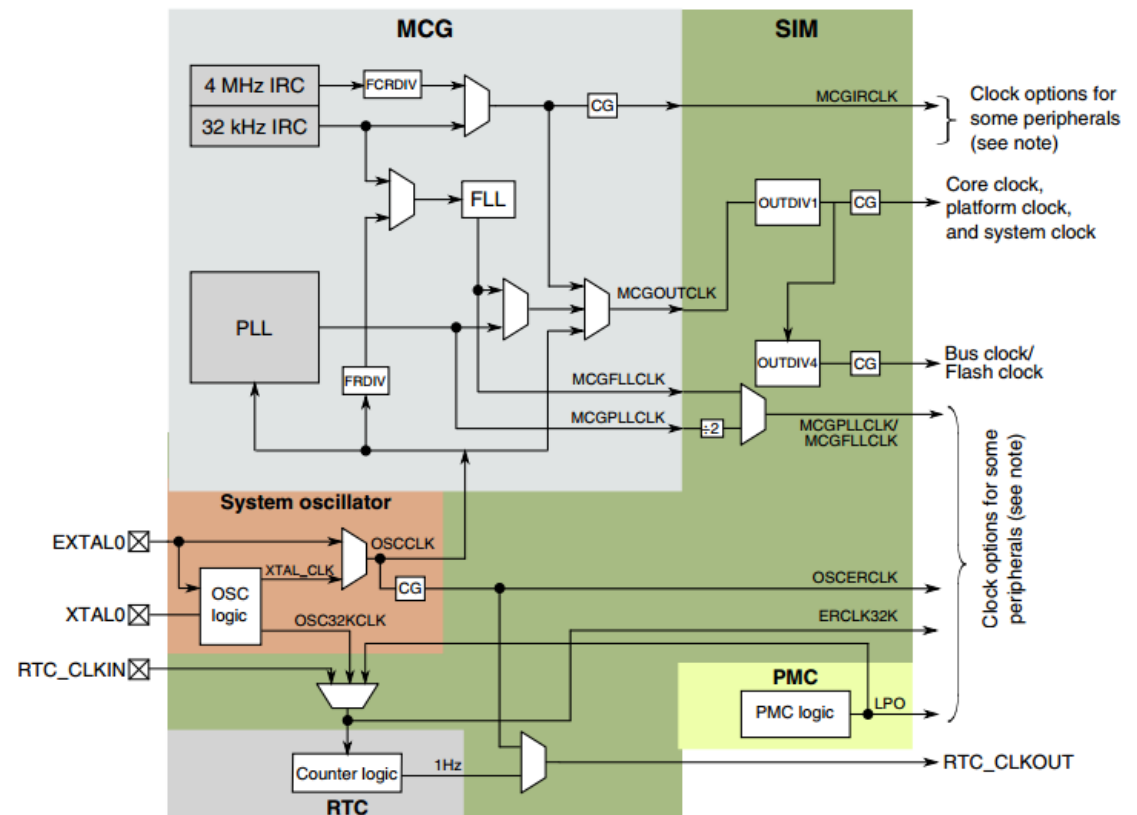 MCG
SIM
4 MHz IRC
FCRDIV
32 kHz IRC
CG
MCGIRCLK
Clock options for
some peripherals
(see note)
FLL
OUTDIV1
CG
Core clock,
platform clock,
and system clock
PLL
MCGOUTCLK
FRDIV
OUTDIV4
CG
Bus clock/
Flash clock
MCGFLLCLK
MCGPLLCLK
÷2
MCGPLLCLK/
MCGFLLCLK
Clock options for some
peripherals (see note)
System oscillator
EXTAL0
OSCCLK
XTAL_CLK
OSC
logic
CG
OSCERCLK
XTAL0
OSC32KCLK
ERCLK32K
RTC_CLKIN
PMC
PMC logic
LPO
Counter logic
1Hz
RTC_CLKOUT
RTC